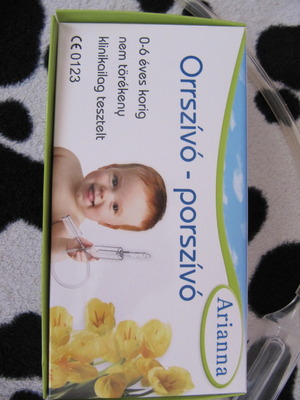 Orrszívó - porszívó
0-6 éves korig
nem törékeny
klinikailag tesztelt
CE 0123
Arianna